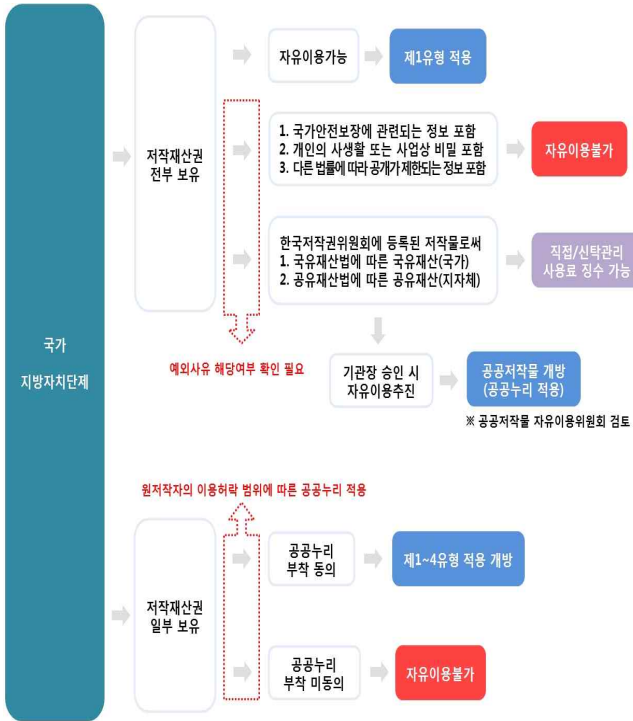 국가
지방자치단제
저작재산권
전부 보유
자유이용가능
제1유형 적용
1. 국가안전보장에 관련되는 정보 포함
2. 개인의 사생활 또는 사업상 비밀 포함
3. 다른 법률에 따라 공개가 제한되는 정보 포함
자유이용불가
한국저작권위원회에 등록된 저작물로써
1. 국유재산법에 따른 국유재산(국가)
2. 공유재산법에 따른 공유재산(지자체)
직접/신탁관리
사용료 징수 가능
예외사유 해당여부 확인 필요
기관장 승인 시
자유이용추진
공공저작물 개방
(공공누리 적용)
※ 공공저작물 자유이용위원회 검토
원저작자의 이용허락 범위에 따른 공공누리 적용
저작재산권
일부 보유
공공누리
부착 동의
제1~4유형 적용 개방
공공누리
부착 미동의
자유이용불가